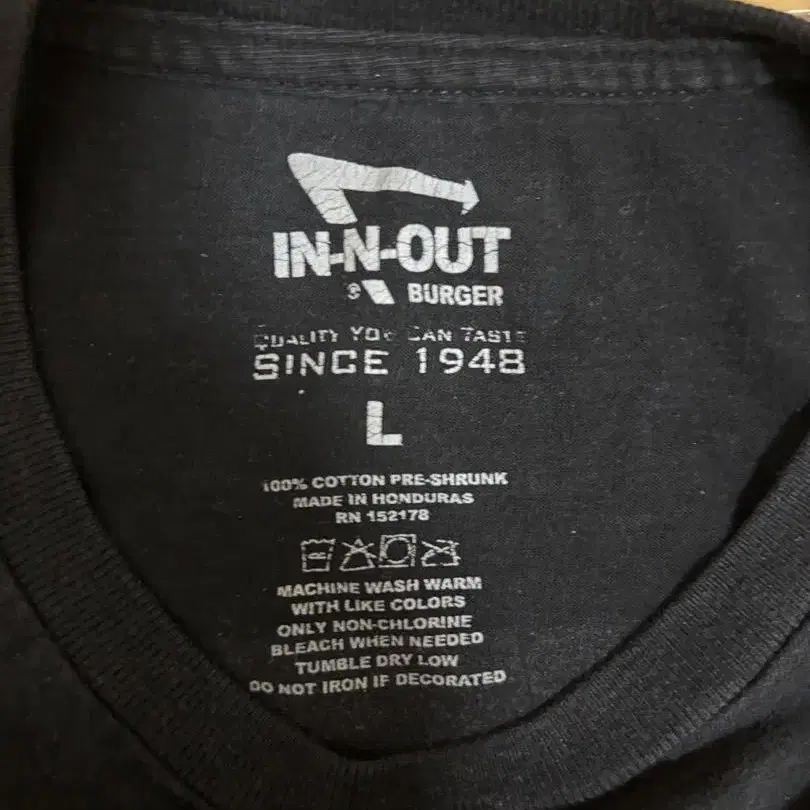 IN-N-OUT
® BURGER
QUALITY YOU CAN TASTE
SINCE 1948
L
100% COTTON PRE-SHRUNK
MADE IN HONDURAS
RN 152178
MACHINE WASH WARM
WITH LIKE COLORS
ONLY NON-CHLORINE
BLEACH WHEN NEEDED
TUMBLE DRY LOW
DO NOT IRON IF DECORATED